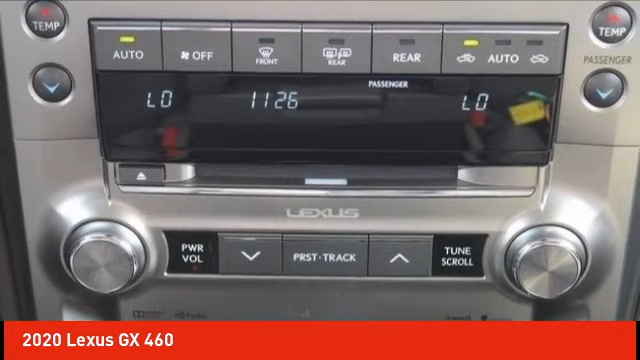 TEMP
TEMP
AUTO
OFF
FRONT
REAR
REAR
AUTO
PASSENGER
PASSENGER
LO
1126
LO
LEXUS
PWR
VOL
PRST·TRACK
TUNE
SCROLL
2020 Lexus GX 460